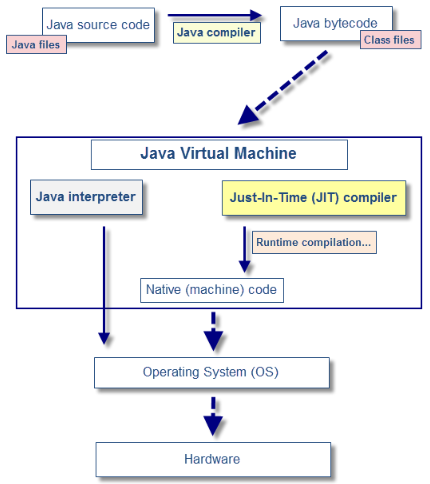 Java source code
Java files
Java compiler
Java bytecode
Class files
Java Virtual Machine
Java interpreter
Just-In-Time (JIT) compiler
Runtime compilation...
Native (machine) code
Operating System (OS)
Hardware